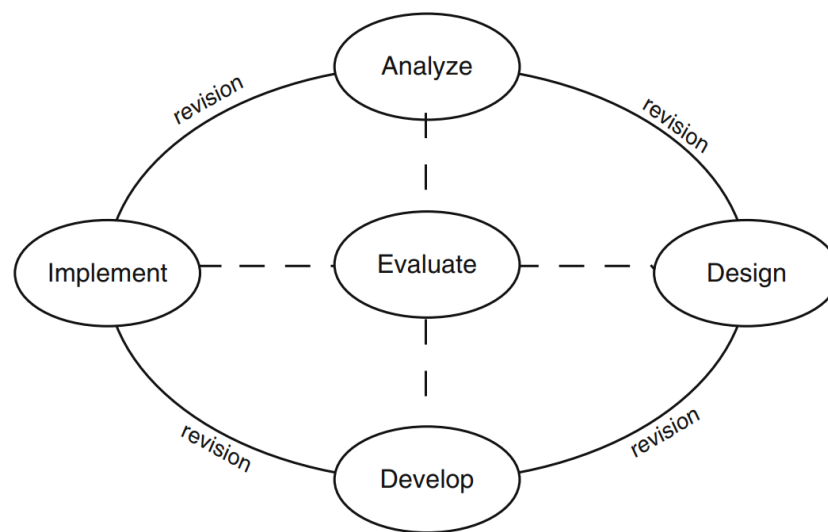 Analyze
revision
revision
Implement
Evaluate
Design
revision
revision
Develop